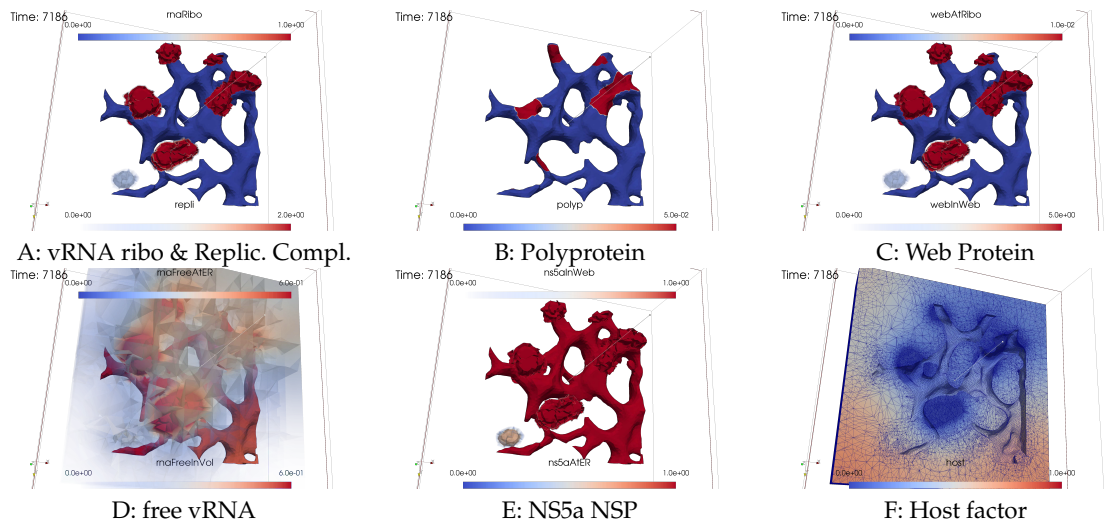 Time: 7186 rnaRibo
0.0e+00 1.0e+00
repli
0.0e+00 2.0e+00
A: vRNA ribo & Replic. Compl.
Time: 7186
polyp
0.0e+00 5.0e-02
B: Polyprotein
Time: 7186 webAtRibo
0.0e+00 1.0e-02
webInWeb
0.0e+00 5.0e+00
C: Web Protein
Time: 7186 rnaFreeAtER
0.0e+00 6.0e-01
rnaFreeInVol
0.0e+00 6.0e-01
D: free vRNA
Time: 7186 ns5aInWeb
0.0e+00 1.0e+00
ns5aAtER
0.0e+00 1.0e+00
E: NS5a NSP
Time: 7186
host
0.0e+00 1.0e+00
F: Host factor